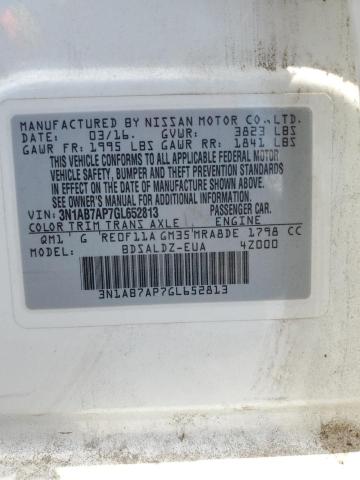 MANUFACTURED BY NISSAN MOTOR CO.,LTD.
DATE: 03/16. GVWR: 3823 LBS
GAWR FR: 1995 LBS GAWR RR: 1841 LBS
THIS VEHICLE CONFORMS TO ALL APPLICABLE FEDERAL MOTOR
VEHICLE SAFETY, BUMPER AND THEFT PREVENTION STANDARDS
IN EFFECT ON THE DATE OF MANUFACTURE SHOWN ABOVE.
SEE OWNER'S MANUAL FOR ADDITIONAL INFORMATION.
VIN: 3N1AB7AP7GL652813 PASSENGER CAR.
COLOR TRIM TRANS AXLE ENGINE
QM1 G RE0F11A GM35 MRA8DE 1798 CC
MODEL: BDSALDZ-EUA 4Z000
3N1AB7AP7GL652813